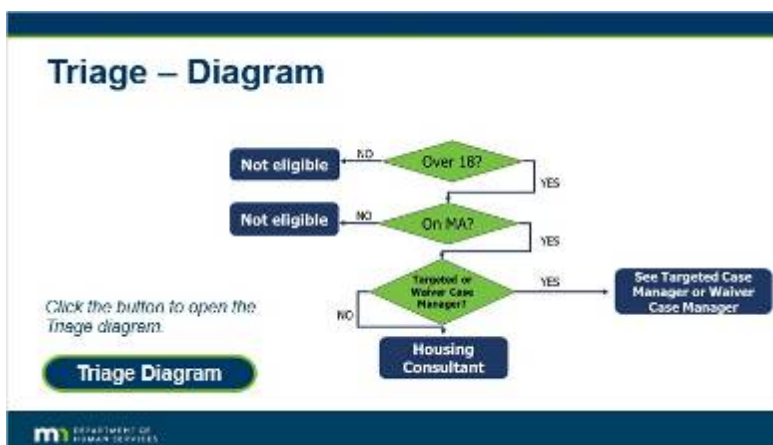 Triage – Diagram
NO
Over 18?
Not eligible
YES
NO
On MA?
Not eligible
YES
Targeted or
Waiver Case
Manager?
YES
See Targeted Case
Manager or Waiver
Case Manager
NO
Housing
Consultant
Click the button to open the
Triage diagram.
Triage Diagram
mn DEPARTMENT OF
HUMAN SERVICES